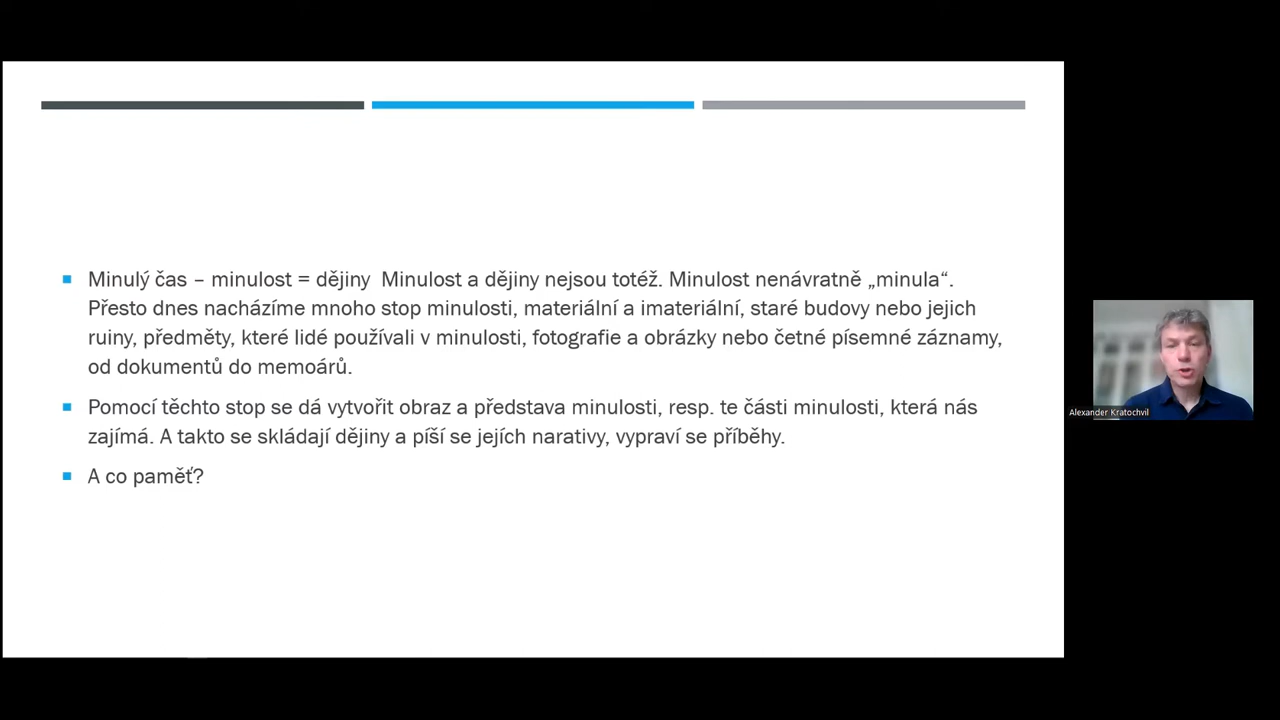 Minulý čas – minulost = dějiny  Minulost a dějiny nejsou totéž. Minulost nenávratně „minula“.
Přesto dnes nacházíme mnoho stop minulosti, materiální a imateriální, staré budovy nebo jejich
ruiny, předměty, které lidé používali v minulosti, fotografie a obrázky nebo četné písemné záznamy,
od dokumentů do memoárů.
Pomocí těchto stop se dá vytvořit obraz a představa minulosti, resp. te části minulosti, která nás
zajímá. A takto se skládají dějiny a píší se jejích narativy, vypraví se příběhy.
A co paměť?
Alexander Kratochvil